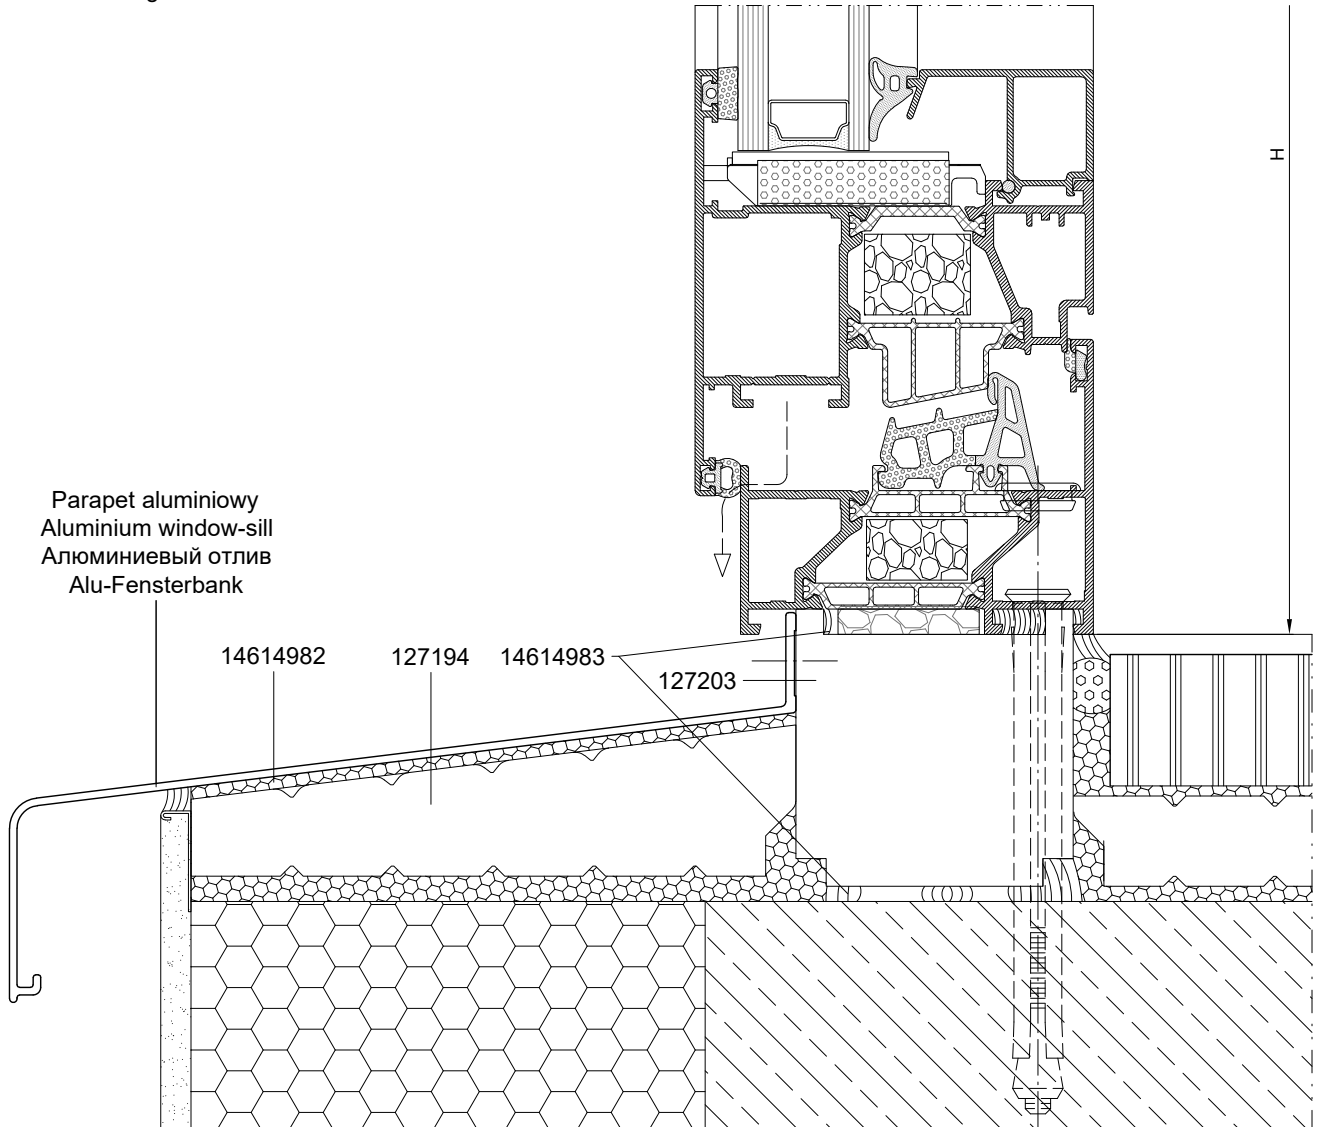 H
Parapet aluminiowy
Aluminium window-sill
Алюминиевый отлив
Alu-Fensterbank
14614982
127194
14614983
127203